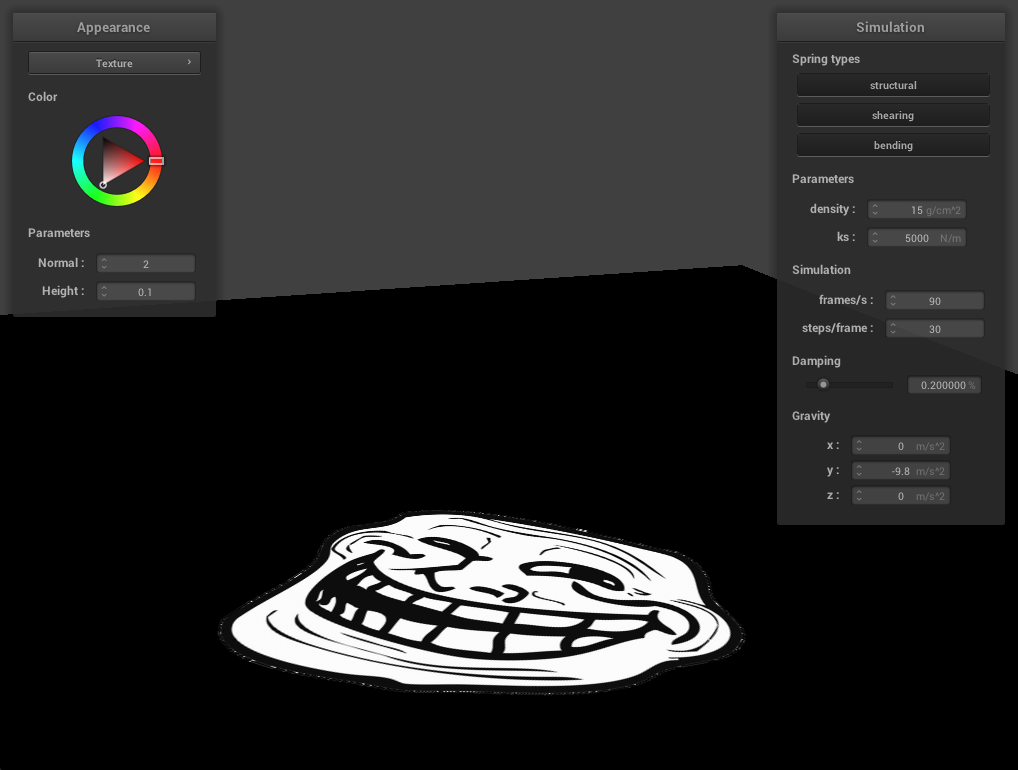 Appearance
Texture
Color
Parameters
Normal : 2
Height : 0.1
Simulation
Spring types
structural
shearing
bending
Parameters
density : 15 g/cm^2
ks : 5000 N/m
Simulation
frames/s : 90
steps/frame : 30
Damping
0.200000 %
Gravity
x : 0 m/s^2
y : -9.8 m/s^2
z : 0 m/s^2